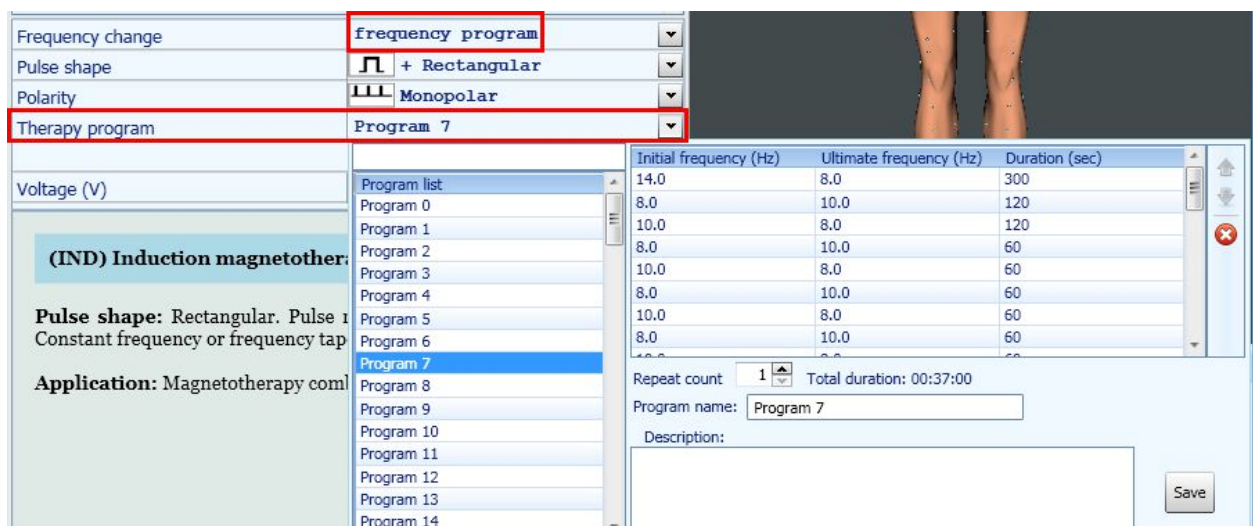 Frequency change frequency program
Pulse shape + Rectangular
Polarity Monopolar
Therapy program Program 7
Voltage (V)
(IND) Induction magnetothera
Pulse shape: Rectangular. Pulse
Constant frequency or frequency tap
Application: Magnetotherapy com
Program list
Program 0
Program 1
Program 2
Program 3
Program 4
Program 5
Program 6
Program 7
Program 8
Program 9
Program 10
Program 11
Program 12
Program 13
Program 14
Initial frequency (Hz) Ultimate frequency (Hz) Duration (sec)
14.0 8.0 300
8.0 10.0 120
10.0 8.0 120
8.0 10.0 60
10.0 8.0 60
8.0 10.0 60
10.0 8.0 60
8.0 10.0 60
Repeat count 1 Total duration: 00:37:00
Program name: Program 7
Description:
Save